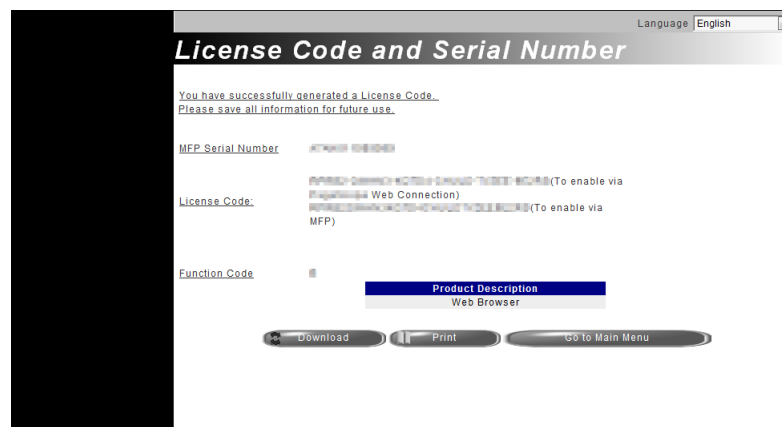 Language English
License Code and Serial Number
You have successfully generated a License Code.
Please save all information for future use.
MFP Serial Number
(To enable via
License Code:
Web Connection)
(To enable via
MFP)
Function Code
Product Description
Web Browser
Download Print Go to Main Menu